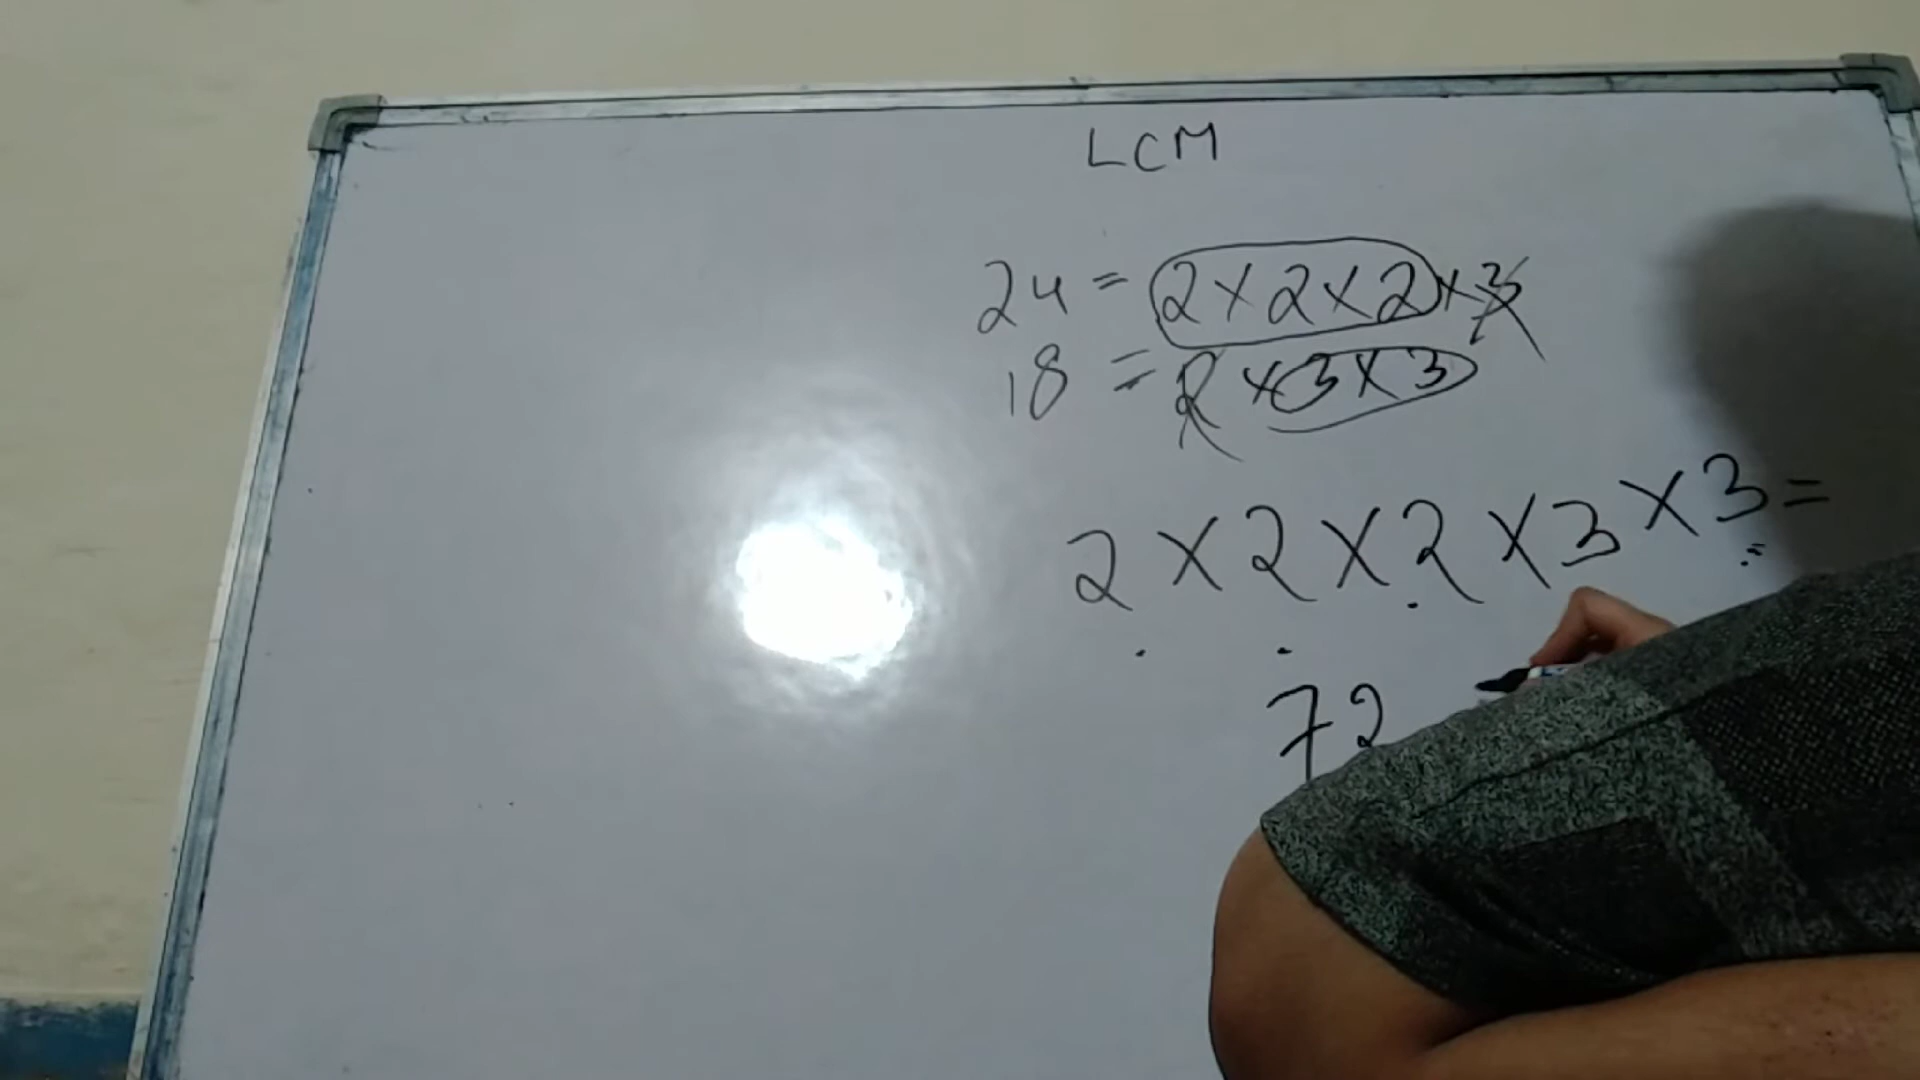 LCM
24 = 2 × 2 × 2 × 3
18 = 2 × 3 × 3
2 × 2 × 2 × 3 × 3 =
72